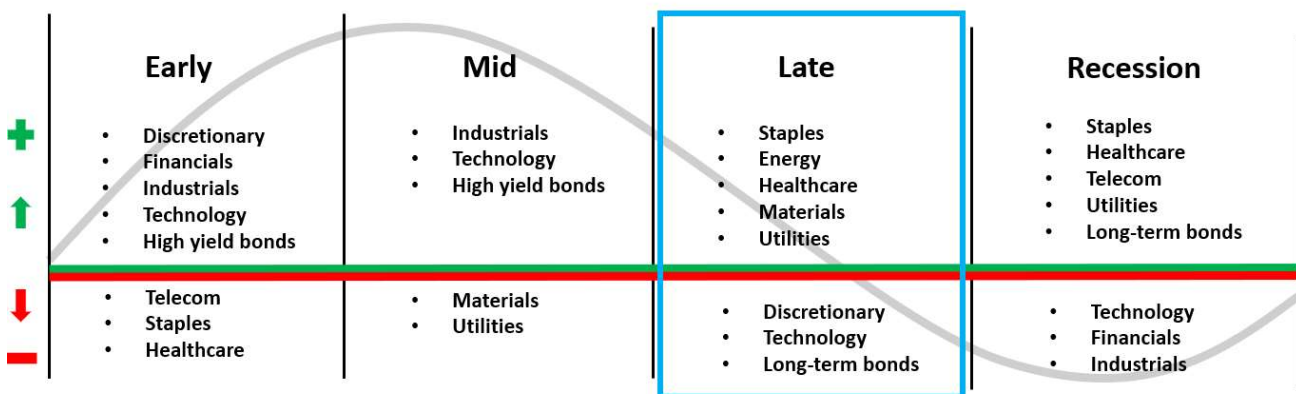 Early
Discretionary
Financials
Industrials
Technology
High yield bonds
Telecom
Staples
Healthcare
Mid
Industrials
Technology
High yield bonds
Materials
Utilities
Late
Staples
Energy
Healthcare
Materials
Utilities
Discretionary
Technology
Long-term bonds
Recession
Staples
Healthcare
Telecom
Utilities
Long-term bonds
Technology
Financials
Industrials